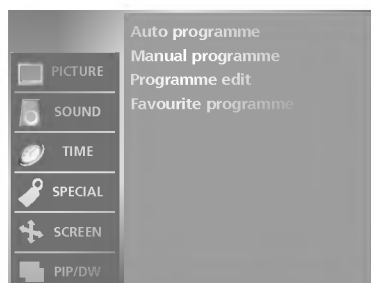 Auto programme
Manual programme
Programme edit
Favourite programme
PICTURE
SOUND
TIME
SPECIAL
SCREEN
PIP/DW